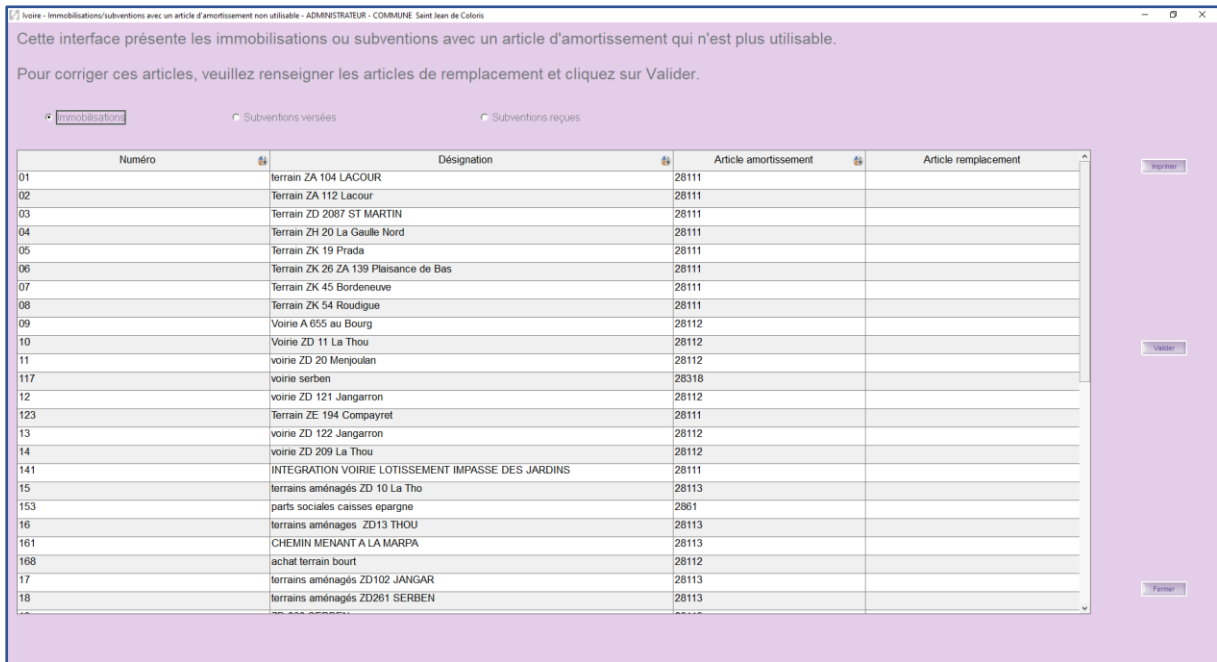 Ivoire - Immobilisations/subventions avec un article d'amortissement non utilisable - ADMINISTRATEUR - COMMUNE Saint Jean de Coloris
Cette interface présente les immobilisations ou subventions avec un article d'amortissement qui n'est plus utilisable.
Pour corriger ces articles, veuillez renseigner les articles de remplacement et cliquez sur Valider.
Immobilisations Subventions versées Subventions reçues
Numéro Désignation Article amortissement Article remplacement
Imprimer
01 terrain ZA 104 LACOUR 28111
02 Terrain ZA 112 Lacour 28111
03 Terrain ZD 2087 ST MARTIN 28111
04 Terrain ZH 20 La Gaulle Nord 28111
05 Terrain ZK 19 Prada 28111
06 Terrain ZK 26 ZA 139 Plaisance de Bas 28111
07 Terrain ZK 45 Bordeneuve 28111
08 Terrain ZK 54 Roudigue 28111
09 Voirie A 655 au Bourg 28112
10 Voirie ZD 11 La Thou 28112
Valider
11 voirie ZD 20 Menjoulan 28112
117 voirie serben 28318
12 voirie ZD 121 Jangarron 28112
123 Terrain ZE 194 Compayret 28111
13 voirie ZD 122 Jangarron 28112
14 voirie ZD 209 La Thou 28112
141 INTEGRATION VOIRIE LOTISSEMENT IMPASSE DES JARDINS 28111
15 terrains aménagés ZD 10 La Tho 28113
153 parts sociales caisses epargne 2861
16 terrains aménages ZD13 THOU 28113
161 CHEMIN MENANT A LA MARPA 28113
168 achat terrain bourt 28112
17 terrains aménagés ZD102 JANGAR 28113
Fermer
18 terrains aménagés ZD261 SERBEN 28113